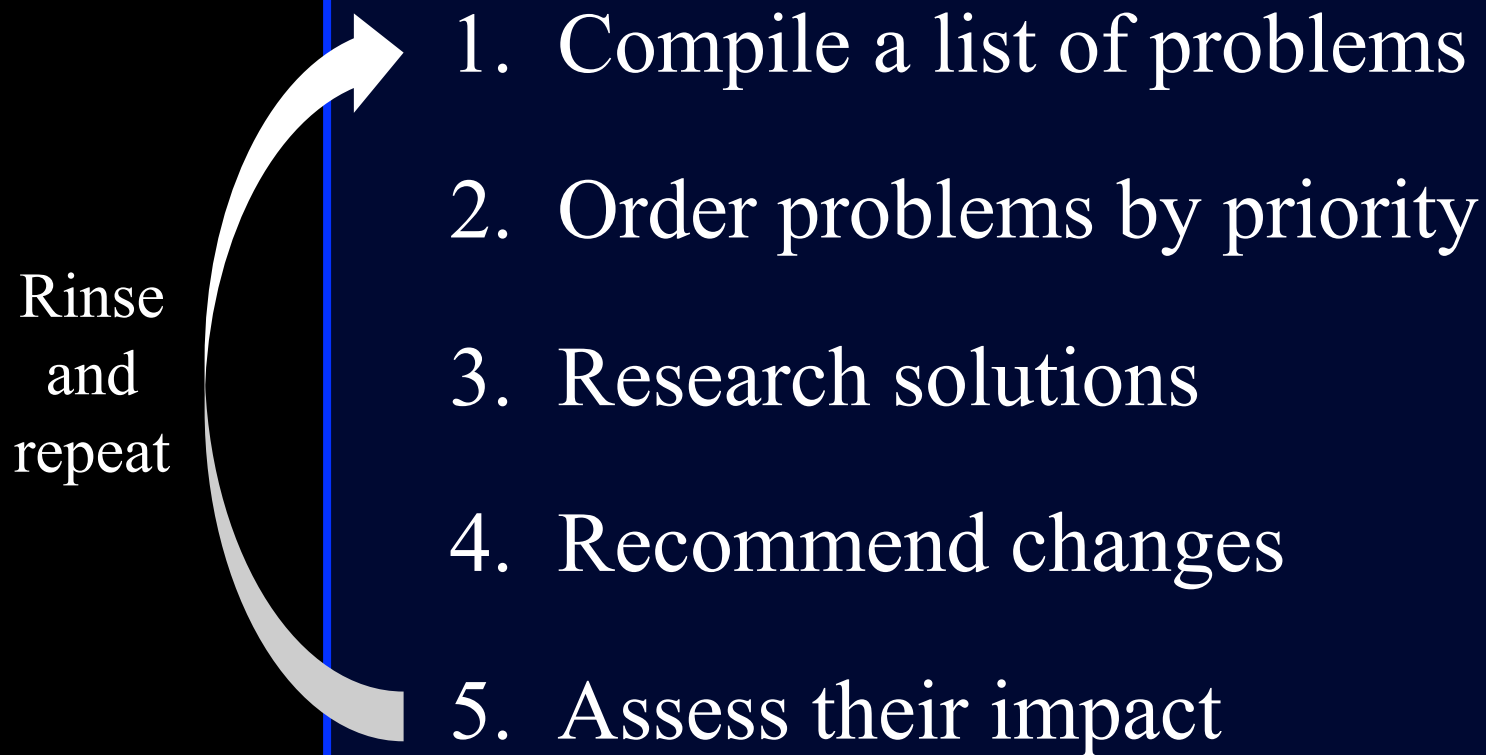 1. Compile a list of problems
2. Order problems by priority
3. Research solutions
4. Recommend changes
5. Assess their impact
Rinse
and
repeat